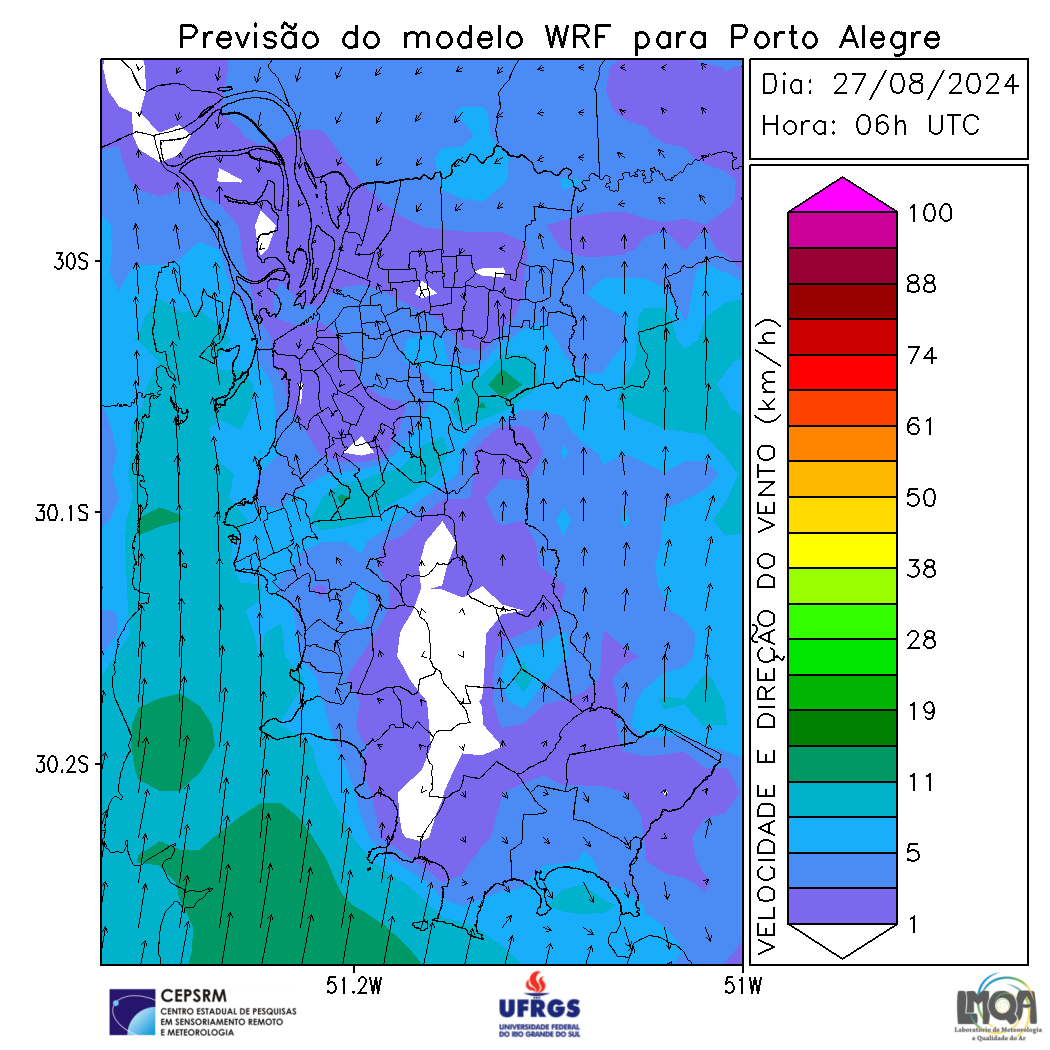 Previsão do modelo WRF para Porto Alegre
Dia: 27/08/2024
Hora: 06h UTC
30S
30.1S
30.2S
51.2W
51W
VELOCIDADE E DIREÇÃO DO VENTO (km/h)
100
88
74
61
50
38
28
19
11
5
1
CEPSRM
CENTRO ESTADUAL DE PESQUISAS
EM SENSORIAMENTO REMOTO
E METEOROLOGIA
UFRGS
UNIVERSIDADE FEDERAL
DO RIO GRANDE DO SUL
LMQA
Laboratório de Meteorologia
e Qualidade do Ar